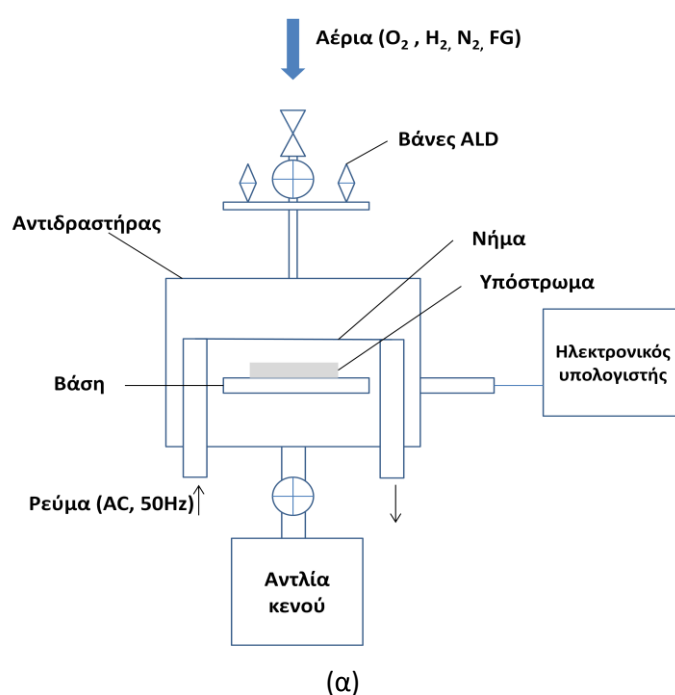 Αέρια (O2 , H2, N2, FG)
Βάνες ALD
Αντιδραστήρας
Νήμα
Υπόστρωμα
Ηλεκτρονικός
υπολογιστής
Βάση
Ρεύμα (AC, 50Hz)
Αντλία
κενού
(α)